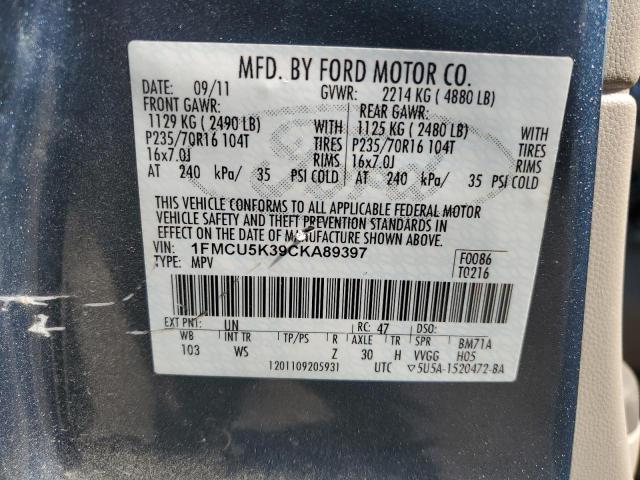 MFD. BY FORD MOTOR CO.
DATE: 09/11 GVWR: 2214 KG ( 4880 LB)
FRONT GAWR: REAR GAWR:
1129 KG ( 2490 LB) WITH 1125 KG ( 2480 LB) WITH
P235/70R16 104T TIRES P235/70R16 104T TIRES
16x7.0J RIMS 16x7.0J RIMS
AT 240 kPa/ 35 PSI COLD AT 240 kPa/ 35 PSI COLD
THIS VEHICLE CONFORMS TO ALL APPLICABLE FEDERAL MOTOR
VEHICLE SAFETY AND THEFT PREVENTION STANDARDS IN
EFFECT ON THE DATE OF MANUFACTURE SHOWN ABOVE.
VIN: 1FMCU5K39CKA89397 F0086
TYPE: MPV T0216
EXT PNT: UN RC: 47 DSO:
WB INT TR TP/PS R AXLE TR SPR BM71A
103 WS Z 30 H VVGG H05
1201109205931 UTC ▽5U5A-1520472-BA